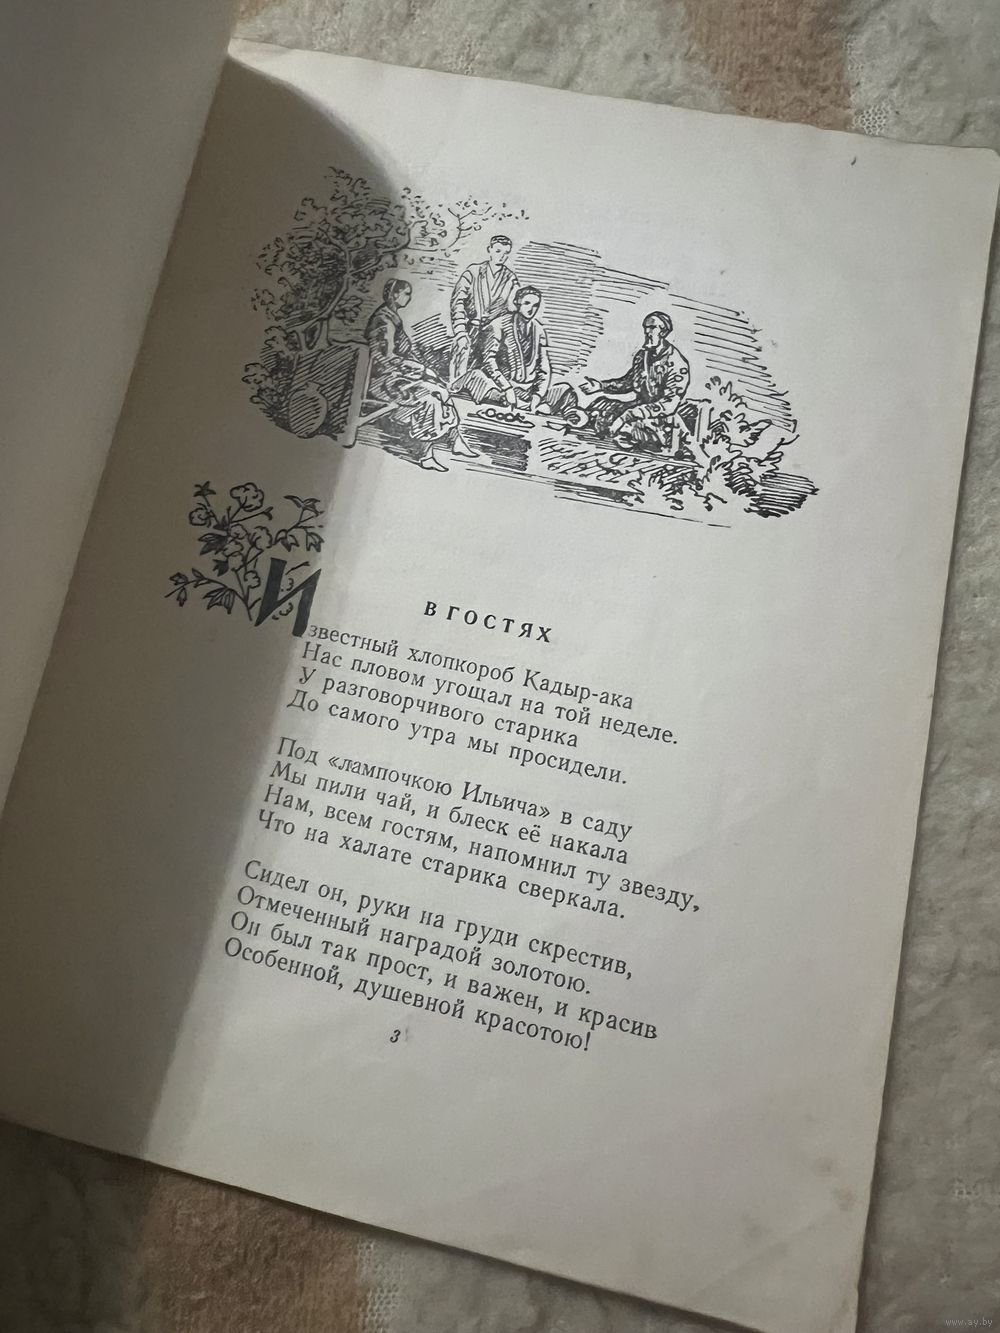 В ГОСТЯХ
Известный хлопкороб Кадыр-ака
Нас пловом угощал на той неделе.
У разговорчивого старика
До самого утра мы просидели.
Под «лампочкою Ильича» в саду
Мы пили чай, и блеск её накала
Нам, всем гостям, напомнил ту звезду,
Что на халате старика сверкала.
Сидел он, руки на груди скрестив,
Отмеченный наградой золотою.
Он был так прост, и важен, и красив
Особенной, душевной красотою!
3
www.ay.by